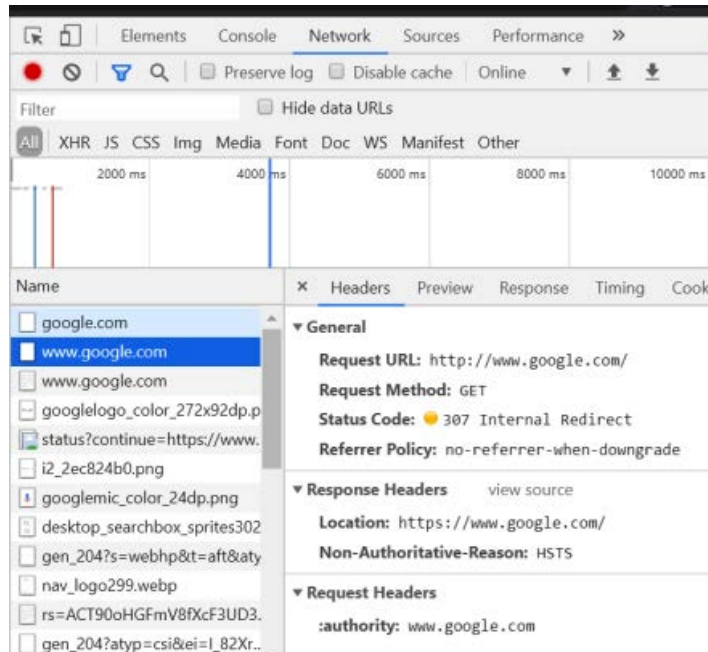 Elements Console Network Sources Performance »
Preserve log Disable cache Online
Filter Hide data URLs
All XHR JS CSS Img Media Font Doc WS Manifest Other
2000 ms 4000 ms 6000 ms 8000 ms 10000 ms
Name × Headers Preview Response Timing Cook
google.com
www.google.com
www.google.com
googlelogo_color_272x92dp.p
status?continue=https://www.
i2_2ec824b0.png
googlemic_color_24dp.png
desktop_searchbox_sprites302
gen_204?s=webhp&t=aft&aty
nav_logo299.webp
rs=ACT90oHGFmV8fXcF3UD3.
gen_204?atyp=csi&ei=I_82Xr..
General
Request URL: http://www.google.com/
Request Method: GET
Status Code: 307 Internal Redirect
Referrer Policy: no-referrer-when-downgrade
Response Headers view source
Location: https://www.google.com/
Non-Authoritative-Reason: HSTS
Request Headers
:authority: www.google.com